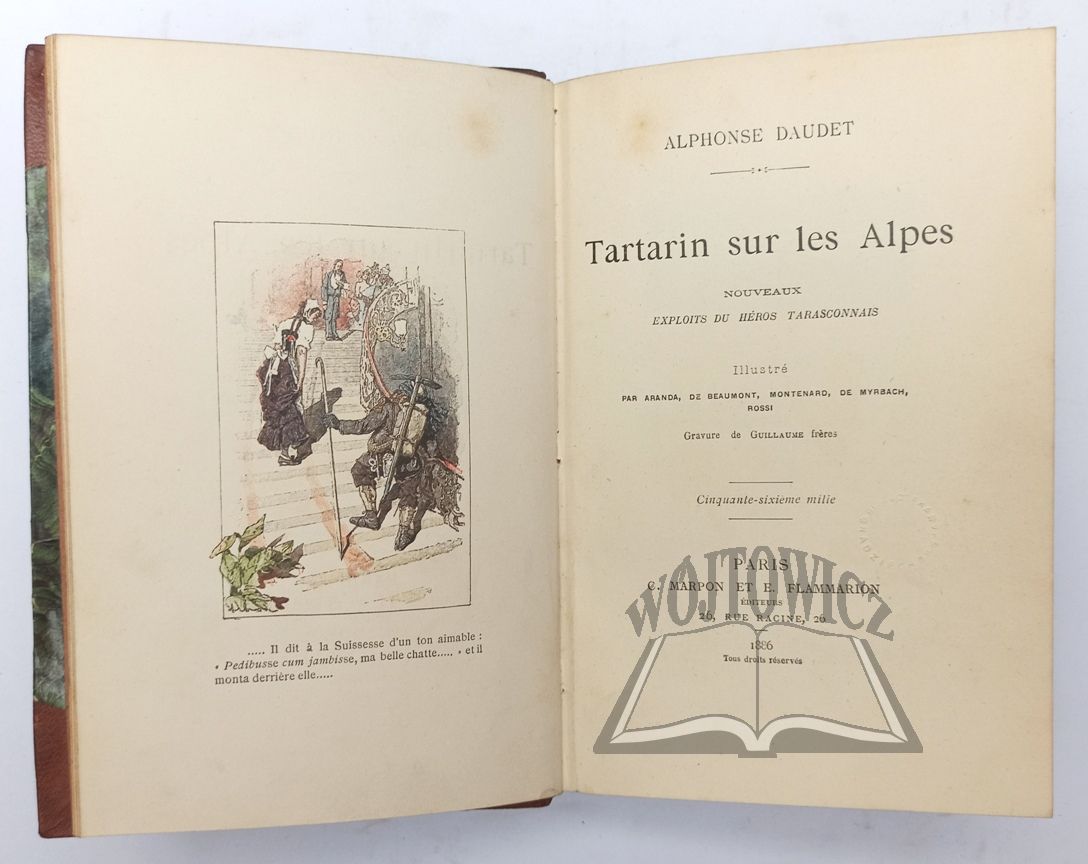 ..... Il dit à la Suissesse d'un ton aimable :
« Pedibusse cum jambisse, ma belle chatte..... » et il
monta derrière elle.....
ALPHONSE DAUDET
Tartarin sur les Alpes
NOUVEAUX
EXPLOITS DU HÉROS TARASCONNAIS
Illustré
PAR ARANDA, DE BEAUMONT, MONTENARD, DE MYRBACH,
ROSSI
Gravure de GUILLAUME frères
Cinquante-sixième mille
PARIS
C. MARPON ET E. FLAMMARION
ÉDITEURS
26, RUE RACINE, 26
1886
Tous droits réservés
WOJTOWICZ